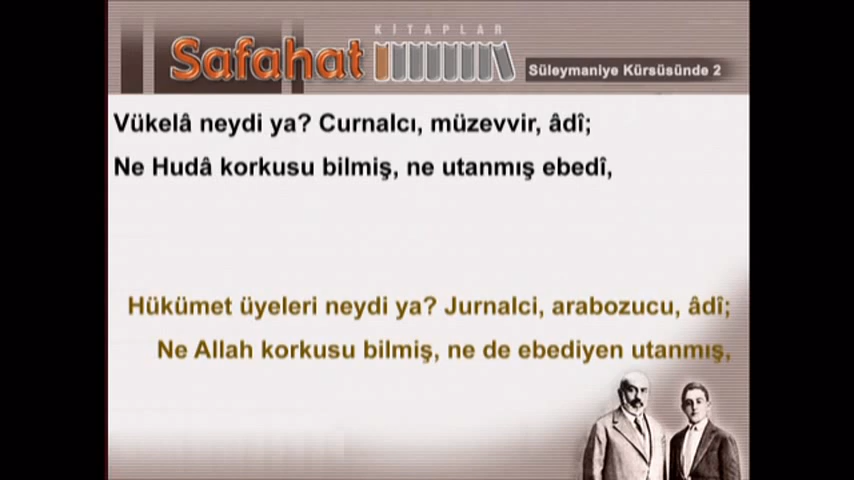 KİTAPLAR
Safahat
Süleymaniye Kürsüsünde 2
Vükelâ neydi ya? Curnalcı, müzevvir, âdî;
Ne Hudâ korkusu bilmiş, ne utanmış ebedî,
Hükümet üyeleri neydi ya? Jurnalci, arabozucu, âdî;
Ne Allah korkusu bilmiş, ne de ebediyen utanmış,